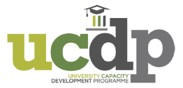 ucdp
UNIVERSITY CAPACITY
DEVELOPMENT PROGRAMME